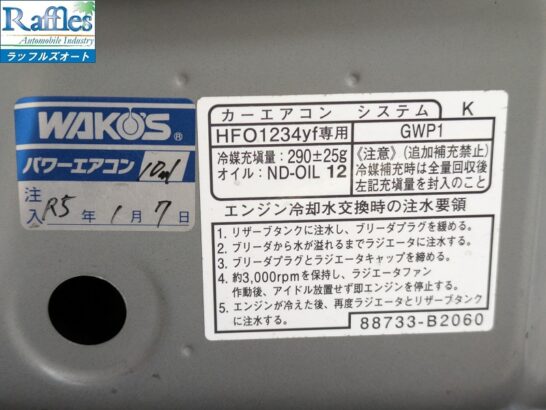 Raffles
Automobile Industry
ラッフルズオート
WAKO'S®
パワーエアコン 10ml
注入 R5年 1月 7日
カーエアコン システム K
HFO1234yf専用 GWP1
冷媒充填量:290±25g
オイル:ND-OIL 12
《注意》(追加補充禁止)
冷媒補充時は全量回収後
左記充填量を封入のこと
エンジン冷却水交換時の注水要領
1. リザーブタンクに注水し、ブリーダプラグを緩める。
2. ブリーダから水が溢れるまでラジエータに注水する。
3. ブリーダプラグとラジエータキャップを締める。
4. 約3,000rpmを保持し、ラジエータファン
作動後、アイドル放置せず即エンジンを停止する。
5. エンジンが冷えた後、再度ラジエータとリザーブタンク
に注水する。
88733-B2060